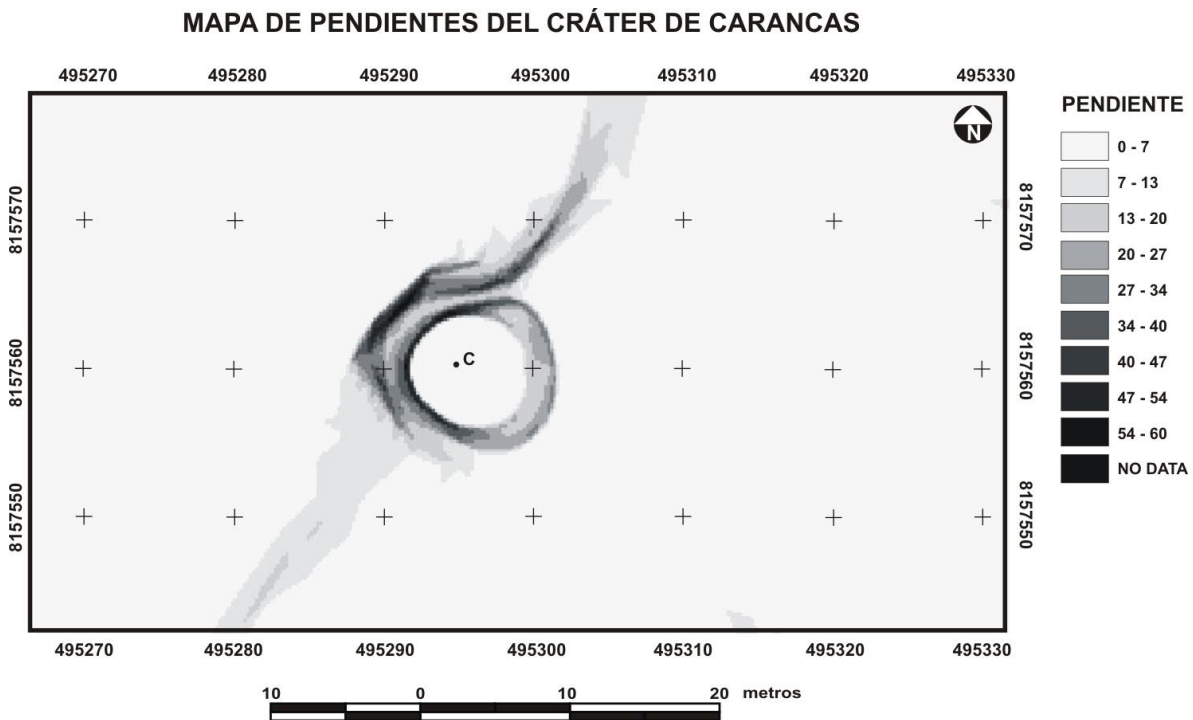 MAPA DE PENDIENTES DEL CRÁTER DE CARANCAS
495270 495280 495290 495300 495310 495320 495330
N
PENDIENTE
0 - 7
7 - 13
13 - 20
20 - 27
27 - 34
34 - 40
40 - 47
47 - 54
54 - 60
NO DATA
8157570 8157570
8157560 C 8157560
8157550 8157550
495270 495280 495290 495300 495310 495320 495330
10 0 10 20 metros